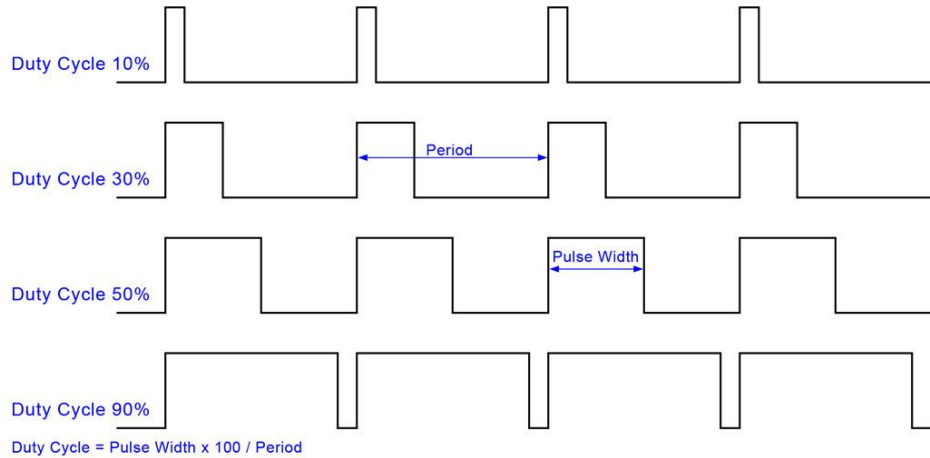 Duty Cycle 10%
Period
Duty Cycle 30%
Pulse Width
Duty Cycle 50%
Duty Cycle 90%
Duty Cycle = Pulse Width x 100 / Period